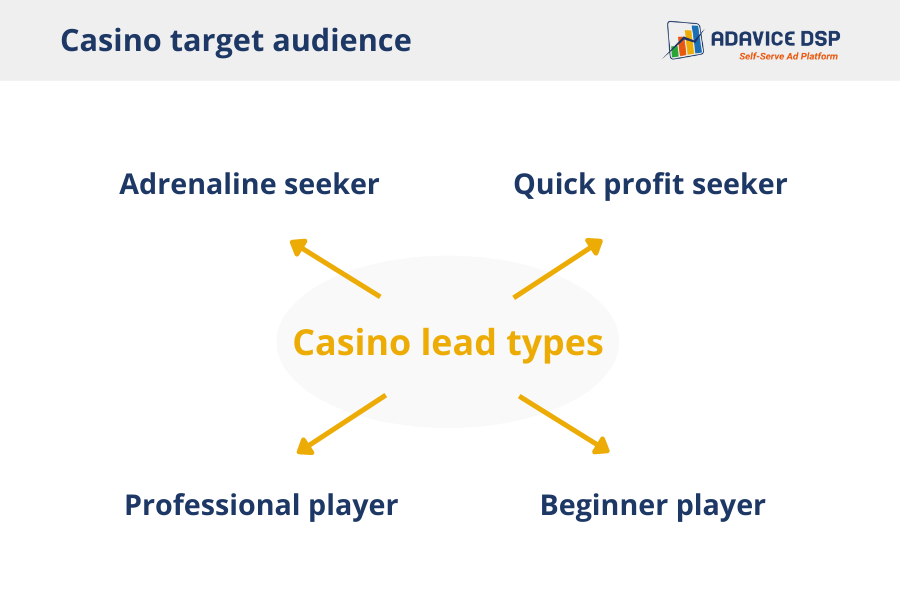 Casino target audience
ADAVICE DSP
Self-Serve Ad Platform
Adrenaline seeker
Quick profit seeker
Casino lead types
Professional player
Beginner player